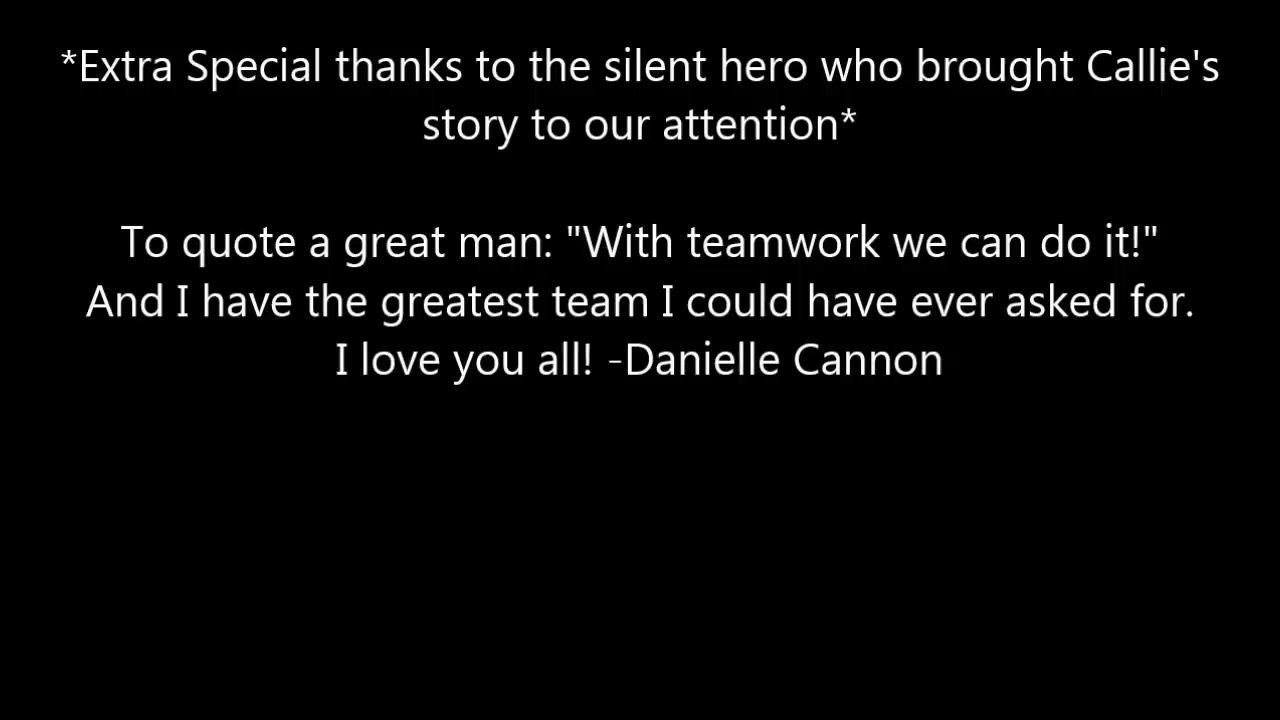 *Extra Special thanks to the silent hero who brought Callie's
story to our attention*
To quote a great man: "With teamwork we can do it!"
And I have the greatest team I could have ever asked for.
I love you all! -Danielle Cannon